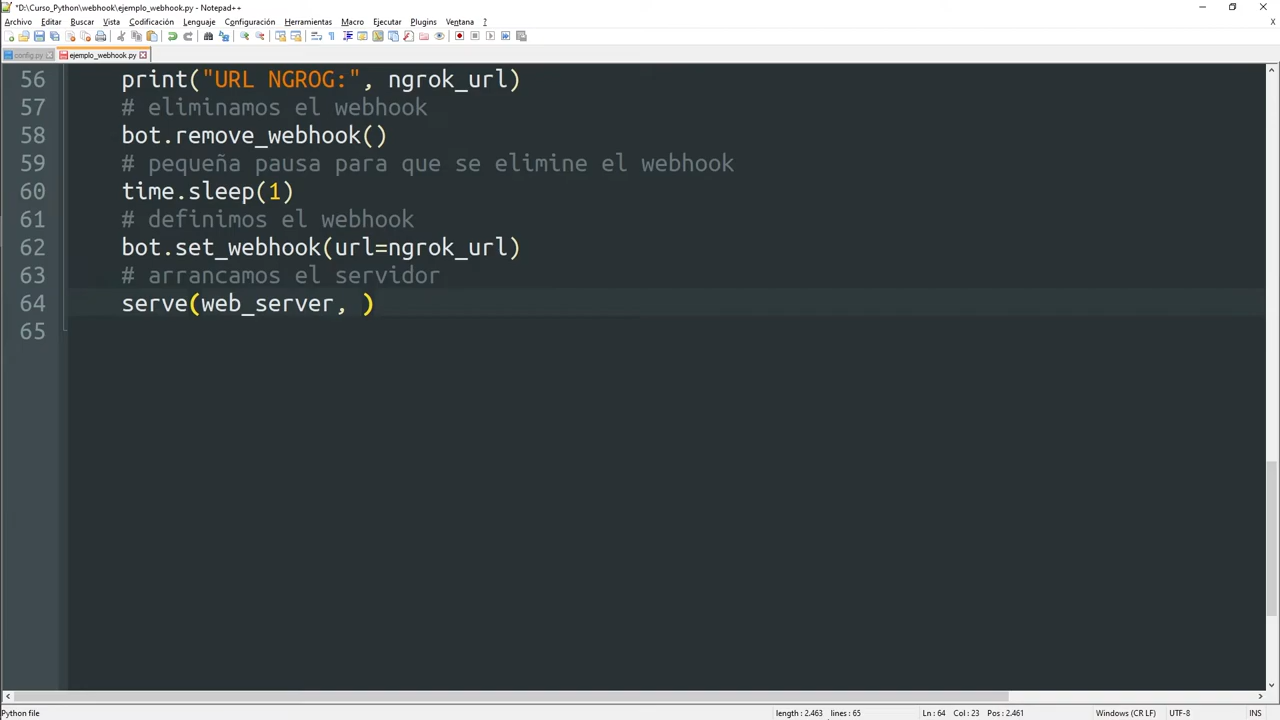 *D:\Curso_Python\webhook\ejemplo_webhook.py - Notepad++
Archivo Editar Buscar Vista Codificación Lenguaje Configuración Herramientas Macro Ejecutar Plugins Ventana ?
X
config.py ejemplo_webhook.py
56 print("URL NGROG:", ngrok_url)
57 # eliminamos el webhook
58 bot.remove_webhook()
59 # pequeña pausa para que se elimine el webhook
60 time.sleep(1)
61 # definimos el webhook
62 bot.set_webhook(url=ngrok_url)
63 # arrancamos el servidor
64 serve(web_server, )
65
Python file length : 2.463 lines : 65 Ln : 64 Col : 23 Pos : 2.461 Windows (CR LF) UTF-8 INS